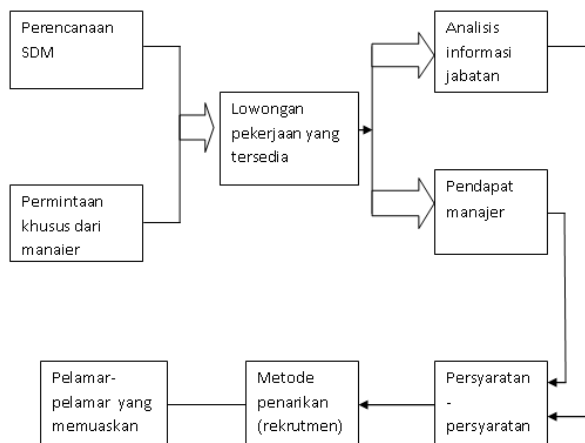 Perencanaan
SDM
Analisis
informasi
jabatan
Lowongan
pekerjaan yang
tersedia
Permintaan
khusus dari
manaier
Pendapat
manajer
Pelamar-
pelamar yang
memuaskan
Metode
penarikan
(rekrutmen)
Persyaratan
-
persyaratan